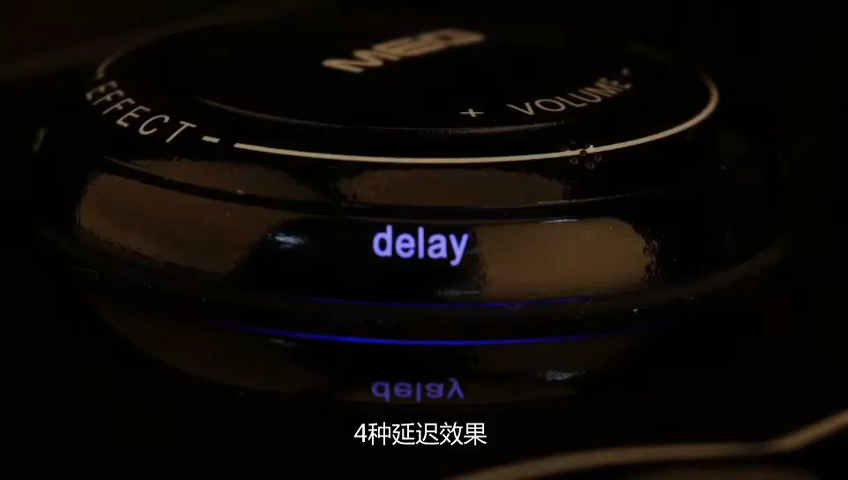 EFFECT -
+ VOLUME
delay
delay
4种延迟效果